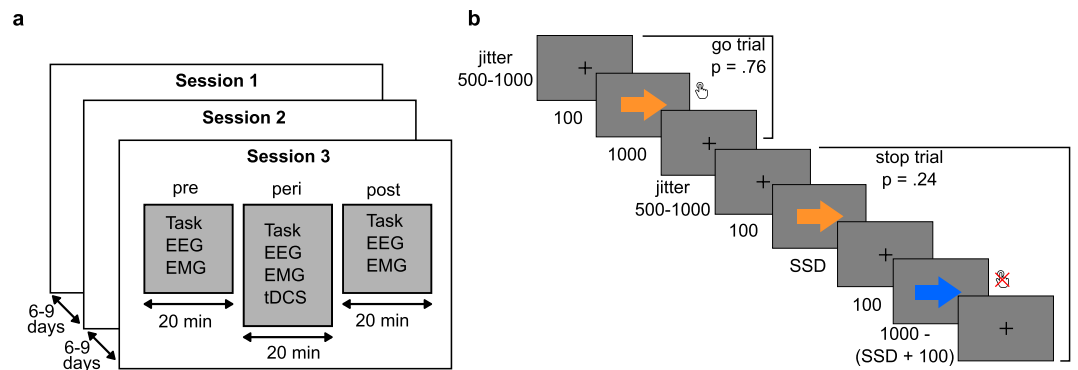 a
Session 1
Session 2
Session 3
pre
peri
post
Task
EEG
EMG
Task
EEG
EMG
tDCS
Task
EEG
EMG
20 min
20 min
20 min
6-9
days
6-9
days
b
jitter
500-1000
go trial
p = .76
100
1000
jitter
500-1000
stop trial
p = .24
100
SSD
100
1000 -
(SSD + 100)